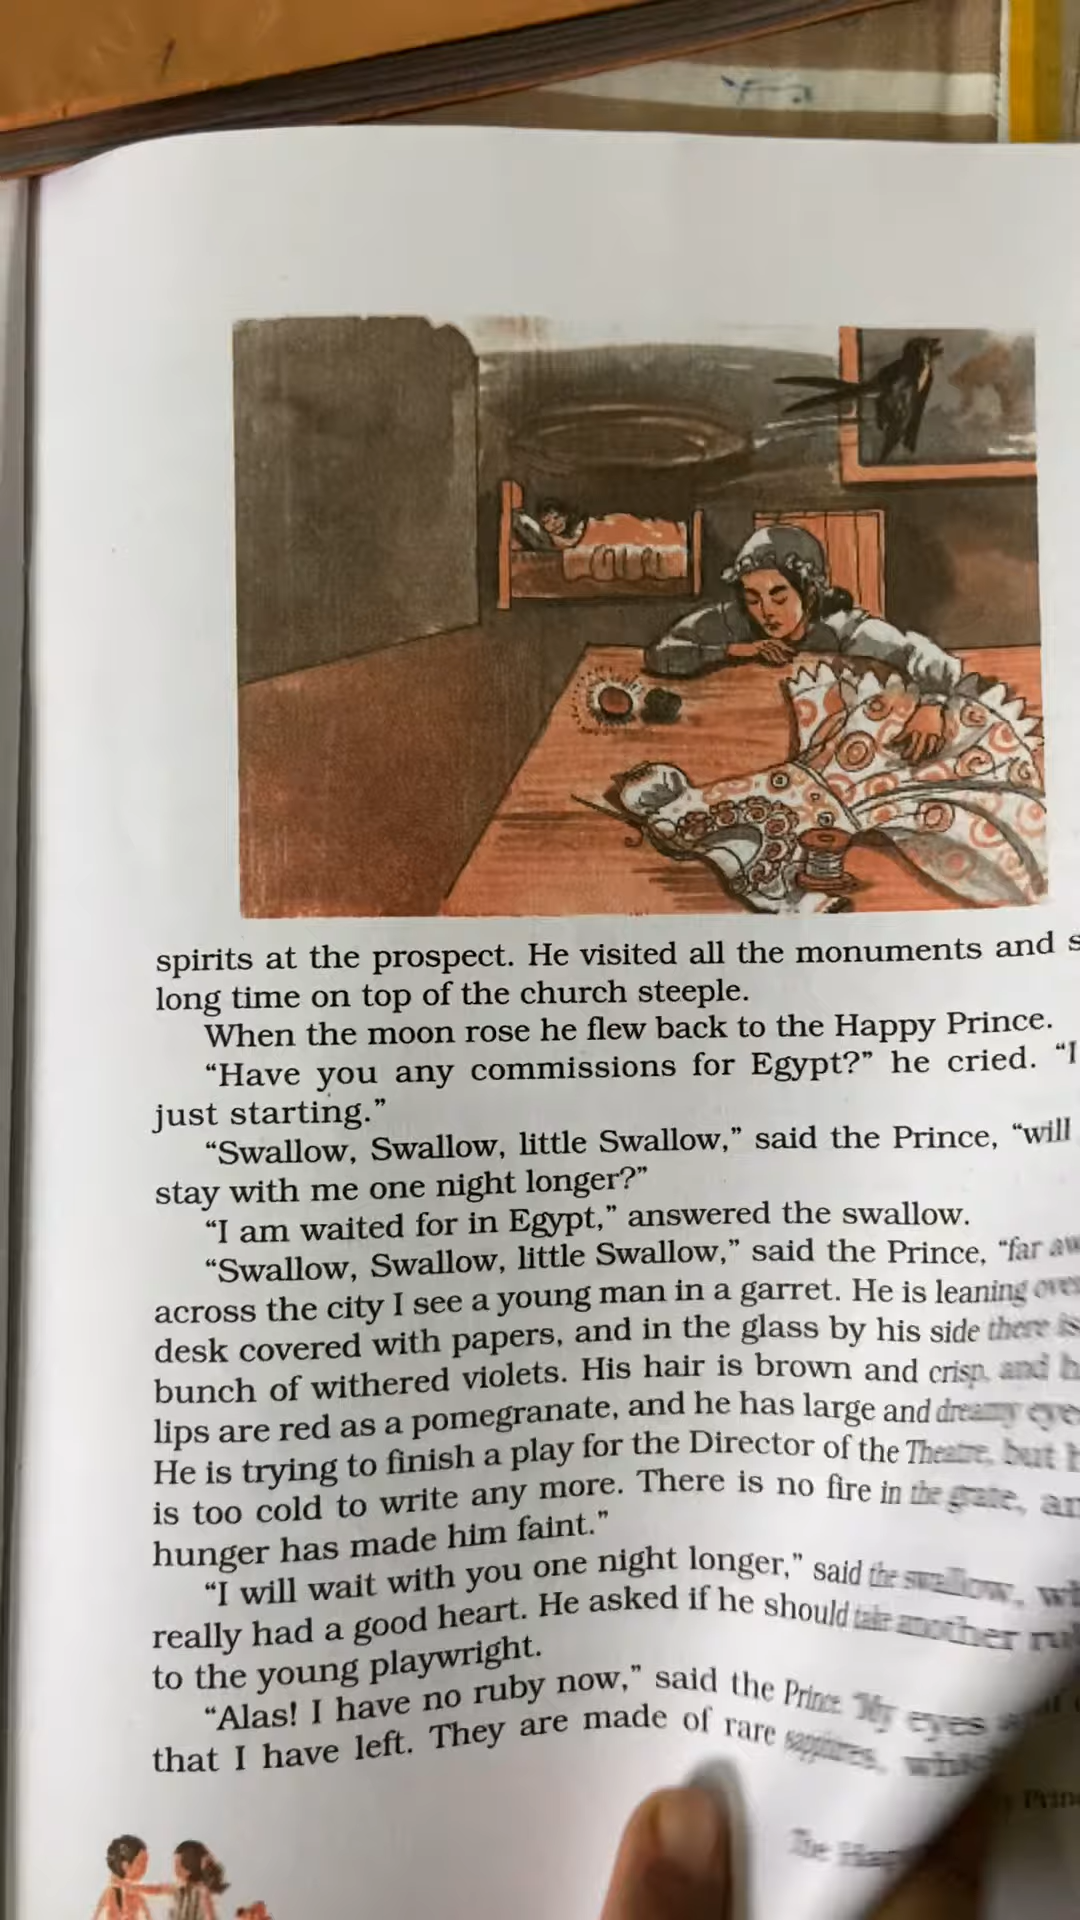 spirits at the prospect. He visited all the monuments and
long time on top of the church steeple.
When the moon rose he flew back to the Happy Prince.
“Have you any commissions for Egypt?” he cried. “I
just starting.”
“Swallow, Swallow, little Swallow,” said the Prince, “will
stay with me one night longer?”
“I am waited for in Egypt,” answered the swallow.
“Swallow, Swallow, little Swallow,” said the Prince, “far
across the city I see a young man in a garret. He is leaning over
desk covered with papers, and in the glass by his side there is
bunch of withered violets. His hair is brown and crisp, and
lips are red as a pomegranate, and he has large and dreamy
He is trying to finish a play for the Director of the Theatre, but
is too cold to write any more. There is no fire in the grate,
hunger has made him faint.”
“I will wait with you one night longer,” said the swallow,
really had a good heart. He asked if he should take another
to the young playwright.
“Alas! I have no ruby now,” said the Prince. “My eyes
that I have left. They are made of rare sapphires,
The